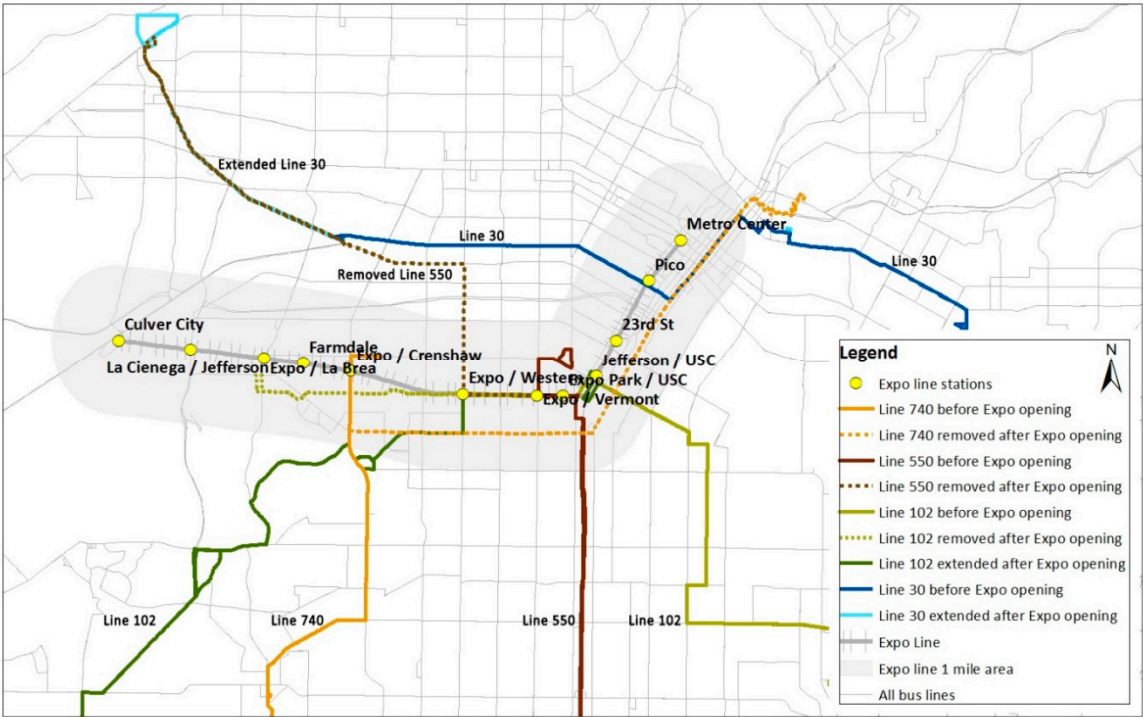 Extended Line 30
Line 30
Metro Center
Removed Line 550
Pico
Line 30
Culver City
23rd St
Farmdale
Expo / Crenshaw
Jefferson / USC
La Cienega / Jefferson
Expo / La Brea
Expo / Western
Expo Park / USC
Expo / Vermont
Line 102
Line 740
Line 550
Line 102
Legend
N
Expo line stations
Line 740 before Expo opening
Line 740 removed after Expo opening
Line 550 before Expo opening
Line 550 removed after Expo opening
Line 102 before Expo opening
Line 102 removed after Expo opening
Line 102 extended after Expo opening
Line 30 before Expo opening
Line 30 extended after Expo opening
Expo Line
Expo line 1 mile area
All bus lines